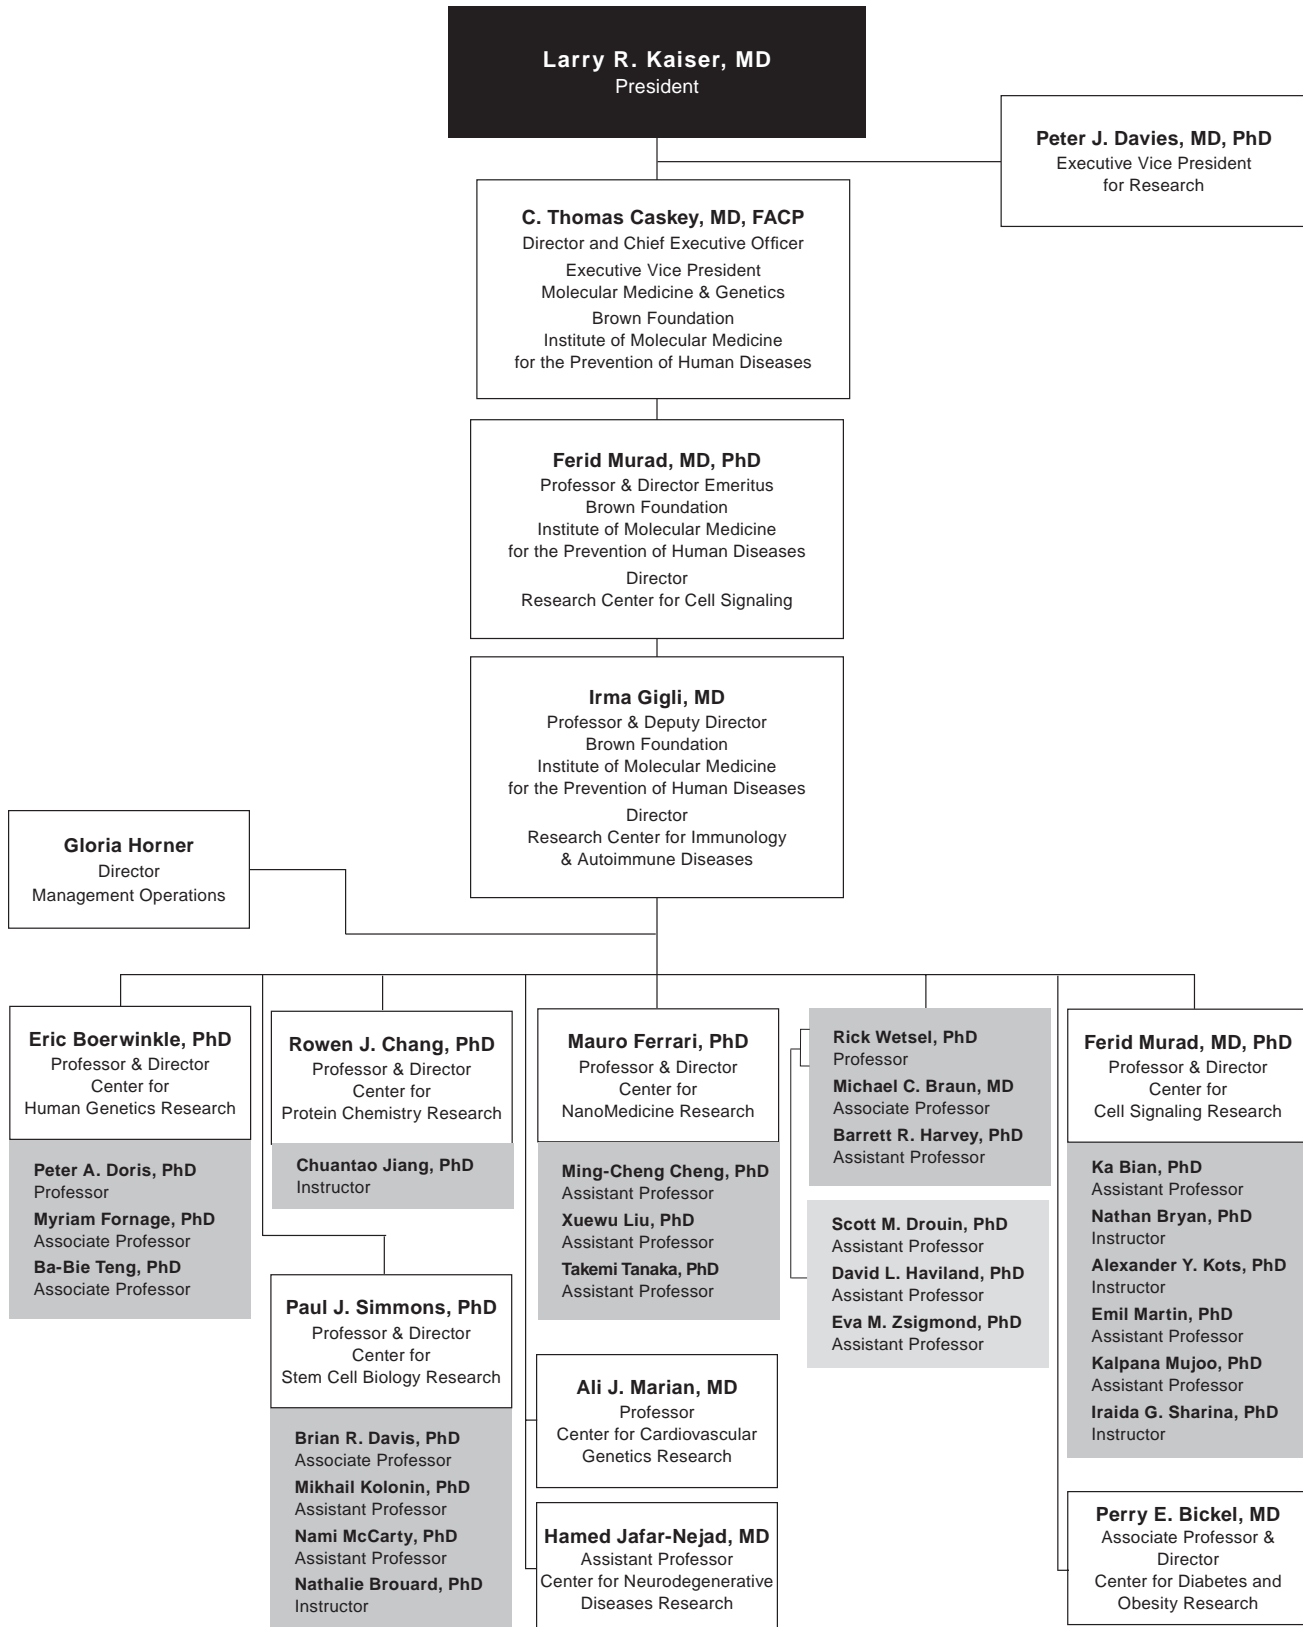 Larry R. Kaiser, MD
President
Peter J. Davies, MD, PhD
Executive Vice President
for Research
C. Thomas Caskey, MD, FACP
Director and Chief Executive Officer
Executive Vice President
Molecular Medicine & Genetics
Brown Foundation
Institute of Molecular Medicine
for the Prevention of Human Diseases
Ferid Murad, MD, PhD
Professor & Director Emeritus
Brown Foundation
Institute of Molecular Medicine
for the Prevention of Human Diseases
Director
Research Center for Cell Signaling
Irma Gigli, MD
Professor & Deputy Director
Brown Foundation
Institute of Molecular Medicine
for the Prevention of Human Diseases
Director
Research Center for Immunology
& Autoimmune Diseases
Gloria Horner
Director
Management Operations
Eric Boerwinkle, PhD
Professor & Director
Center for
Human Genetics Research
Peter A. Doris, PhD
Professor
Myriam Fornage, PhD
Associate Professor
Ba-Bie Teng, PhD
Associate Professor
Rowen J. Chang, PhD
Professor & Director
Center for
Protein Chemistry Research
Chuantao Jiang, PhD
Instructor
Paul J. Simmons, PhD
Professor & Director
Center for
Stem Cell Biology Research
Brian R. Davis, PhD
Associate Professor
Mikhail Kolonin, PhD
Assistant Professor
Nami McCarty, PhD
Assistant Professor
Nathalie Brouard, PhD
Instructor
Mauro Ferrari, PhD
Professor & Director
Center for
NanoMedicine Research
Ming-Cheng Cheng, PhD
Assistant Professor
Xuewu Liu, PhD
Assistant Professor
Takemi Tanaka, PhD
Assistant Professor
Ali J. Marian, MD
Professor
Center for Cardiovascular
Genetics Research
Hamed Jafar-Nejad, MD
Assistant Professor
Center for Neurodegenerative
Diseases Research
Rick Wetsel, PhD
Professor
Michael C. Braun, MD
Associate Professor
Barrett R. Harvey, PhD
Assistant Professor
Scott M. Drouin, PhD
Assistant Professor
David L. Haviland, PhD
Assistant Professor
Eva M. Zsigmond, PhD
Assistant Professor
Ferid Murad, MD, PhD
Professor & Director
Center for
Cell Signaling Research
Ka Bian, PhD
Assistant Professor
Nathan Bryan, PhD
Instructor
Alexander Y. Kots, PhD
Instructor
Emil Martin, PhD
Assistant Professor
Kalpana Mujoo, PhD
Assistant Professor
Iraida G. Sharina, PhD
Instructor
Perry E. Bickel, MD
Associate Professor &
Director
Center for Diabetes and
Obesity Research